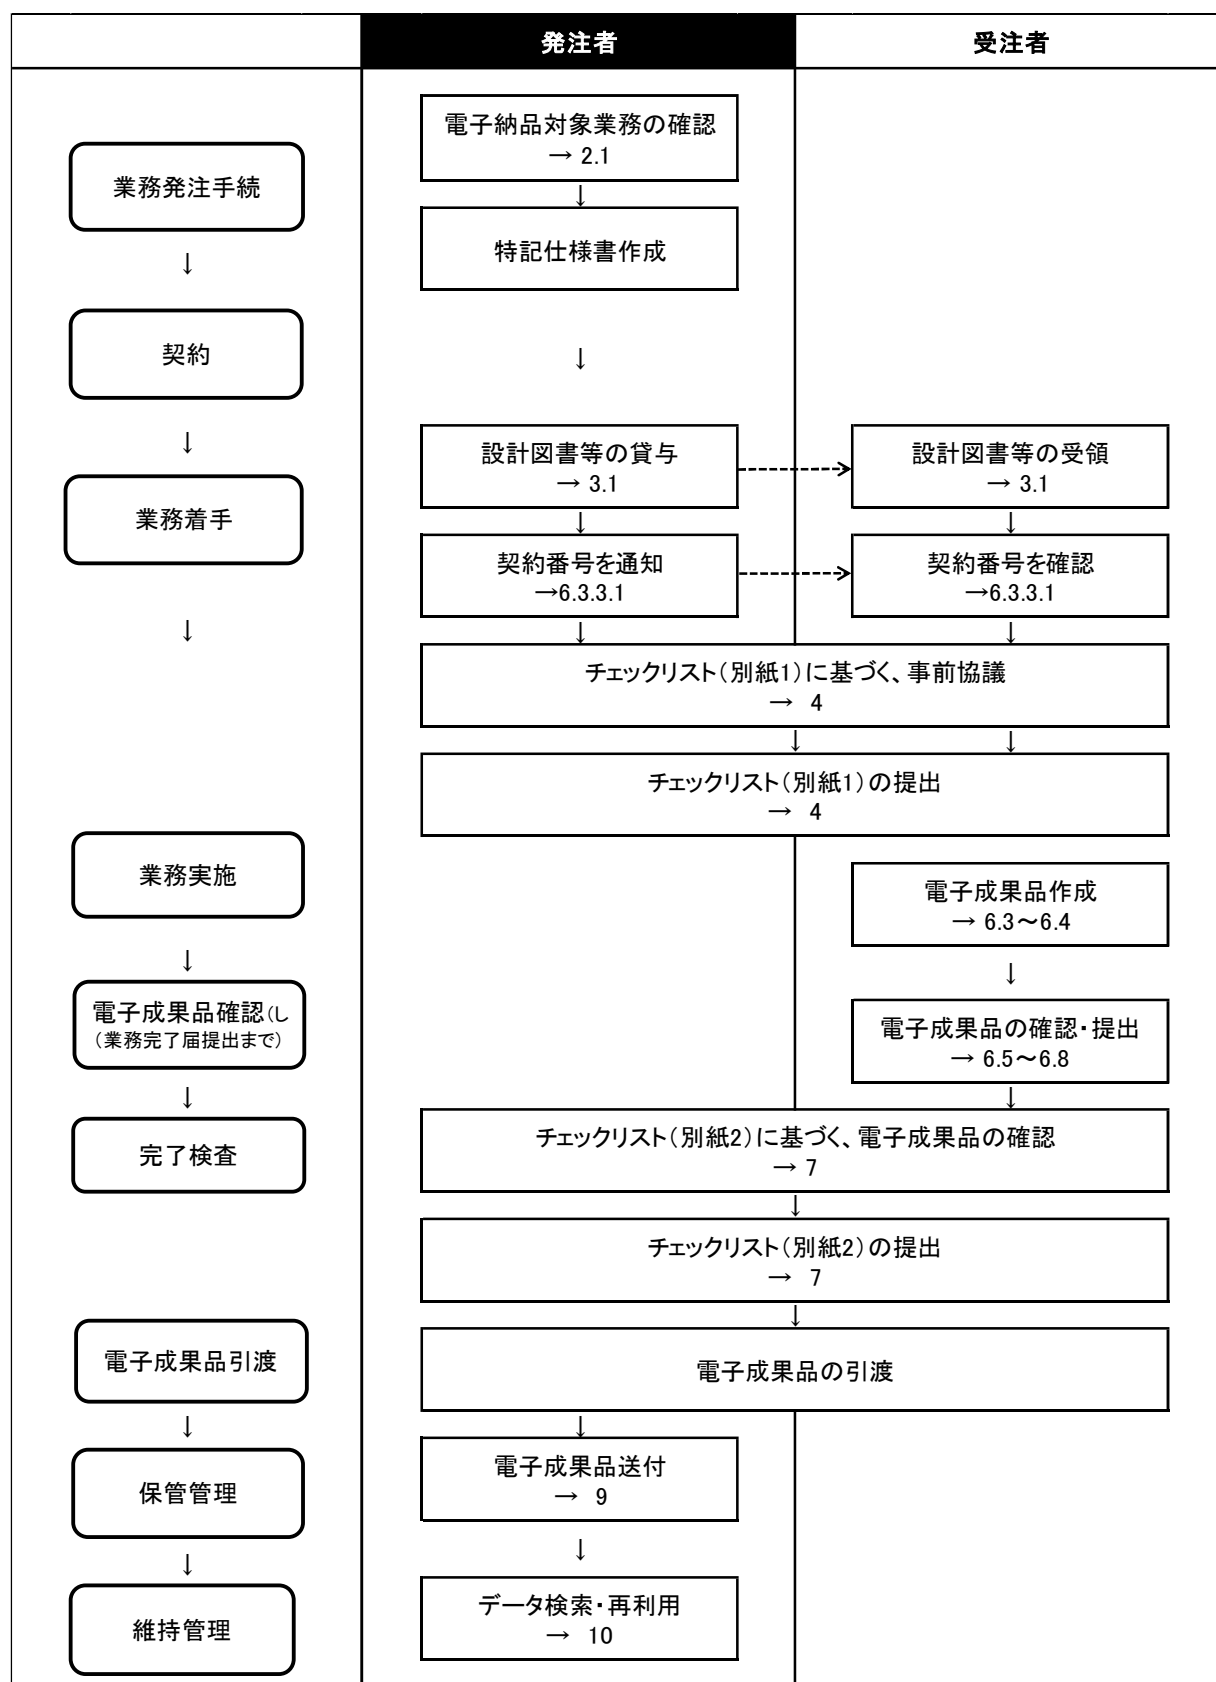 発注者
受注者
電子納品対象業務の確認
→ 2.1
業務発注手続
↓
特記仕様書作成
↓
契約
↓
↓
設計図書等の貸与
→ 3.1
設計図書等の受領
→ 3.1
業務着手
↓
↓
契約番号を通知
→6.3.3.1
契約番号を確認
→6.3.3.1
↓
↓
↓
チェックリスト(別紙1)に基づく、事前協議
→ 4
↓
↓
チェックリスト(別紙1)の提出
→ 4
業務実施
電子成果品作成
→ 6.3~6.4
↓
↓
電子成果品確認(し
(業務完了届提出まで)
電子成果品の確認・提出
→ 6.5~6.8
↓
↓
完了検査
チェックリスト(別紙2)に基づく、電子成果品の確認
→ 7
↓
チェックリスト(別紙2)の提出
→ 7
↓
電子成果品引渡
電子成果品の引渡
↓
↓
保管管理
電子成果品送付
→ 9
↓
↓
維持管理
データ検索・再利用
→ 10